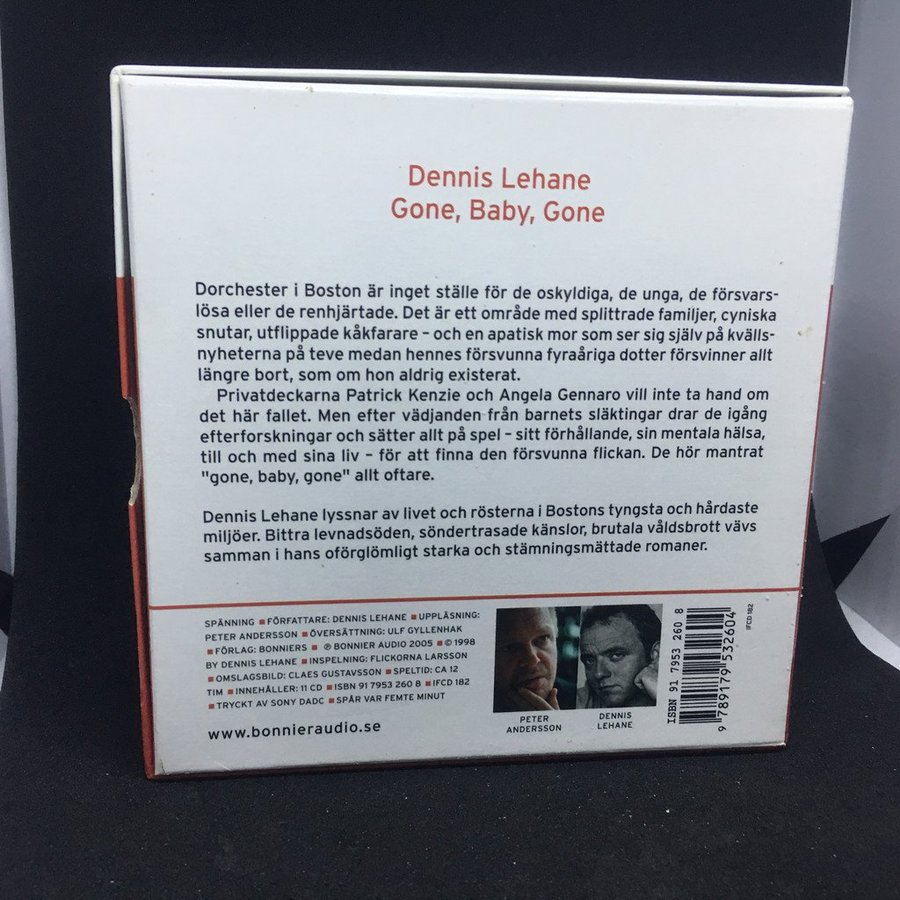 Dennis Lehane
Gone, Baby, Gone
Dorchester i Boston är inget ställe för de oskyldiga, de unga, de försvars-
lösa eller de renhjärtade. Det är ett område med splittrade familjer, cyniska
snutar, utflippade kåkfarare – och en apatisk mor som ser sig själv på kvälls-
nyheterna på teve medan hennes försvunna fyraåriga dotter försvinner allt
längre bort, som om hon aldrig existerat.
Privatdeckarna Patrick Kenzie och Angela Gennaro vill inte ta hand om
det här fallet. Men efter vädjanden från barnets släktingar drar de igång
efterforskningar och sätter allt på spel – sitt förhållande, sin mentala hälsa,
till och med sina liv – för att finna den försvunna flickan. De hör mantrat
"gone, baby, gone" allt oftare.
Dennis Lehane lyssnar av livet och rösterna i Bostons tyngsta och hårdaste
miljöer. Bittra levnadsöden, söndertrasade känslor, brutala våldsbrott vävs
samman i hans oförglömligt starka och stämningsmättade romaner.
SPÄNNING ■ FÖRFATTARE: DENNIS LEHANE ■ UPPLÄSNING:
PETER ANDERSSON ■ ÖVERSÄTTNING: ULF GYLLENHAK
■ FÖRLAG: BONNIERS ■ ℗ BONNIER AUDIO 2005 ■ © 1998
BY DENNIS LEHANE ■ INSPELNING: FLICKORNA LARSSON
■ OMSLAGSBILD: CLAES GUSTAVSSON ■ SPELTID: CA 12
TIM ■ INNEHÅLLER: 11 CD ■ ISBN 91 7953 260 8 ■ IFCD 182
■ TRYCKT AV SONY DADC ■ SPÅR VAR FEMTE MINUT
www.bonnieraudio.se
PETER
ANDERSSON
DENNIS
LEHANE
ISBN 91 7953 260 8
9 789179 532604
IFCD 182